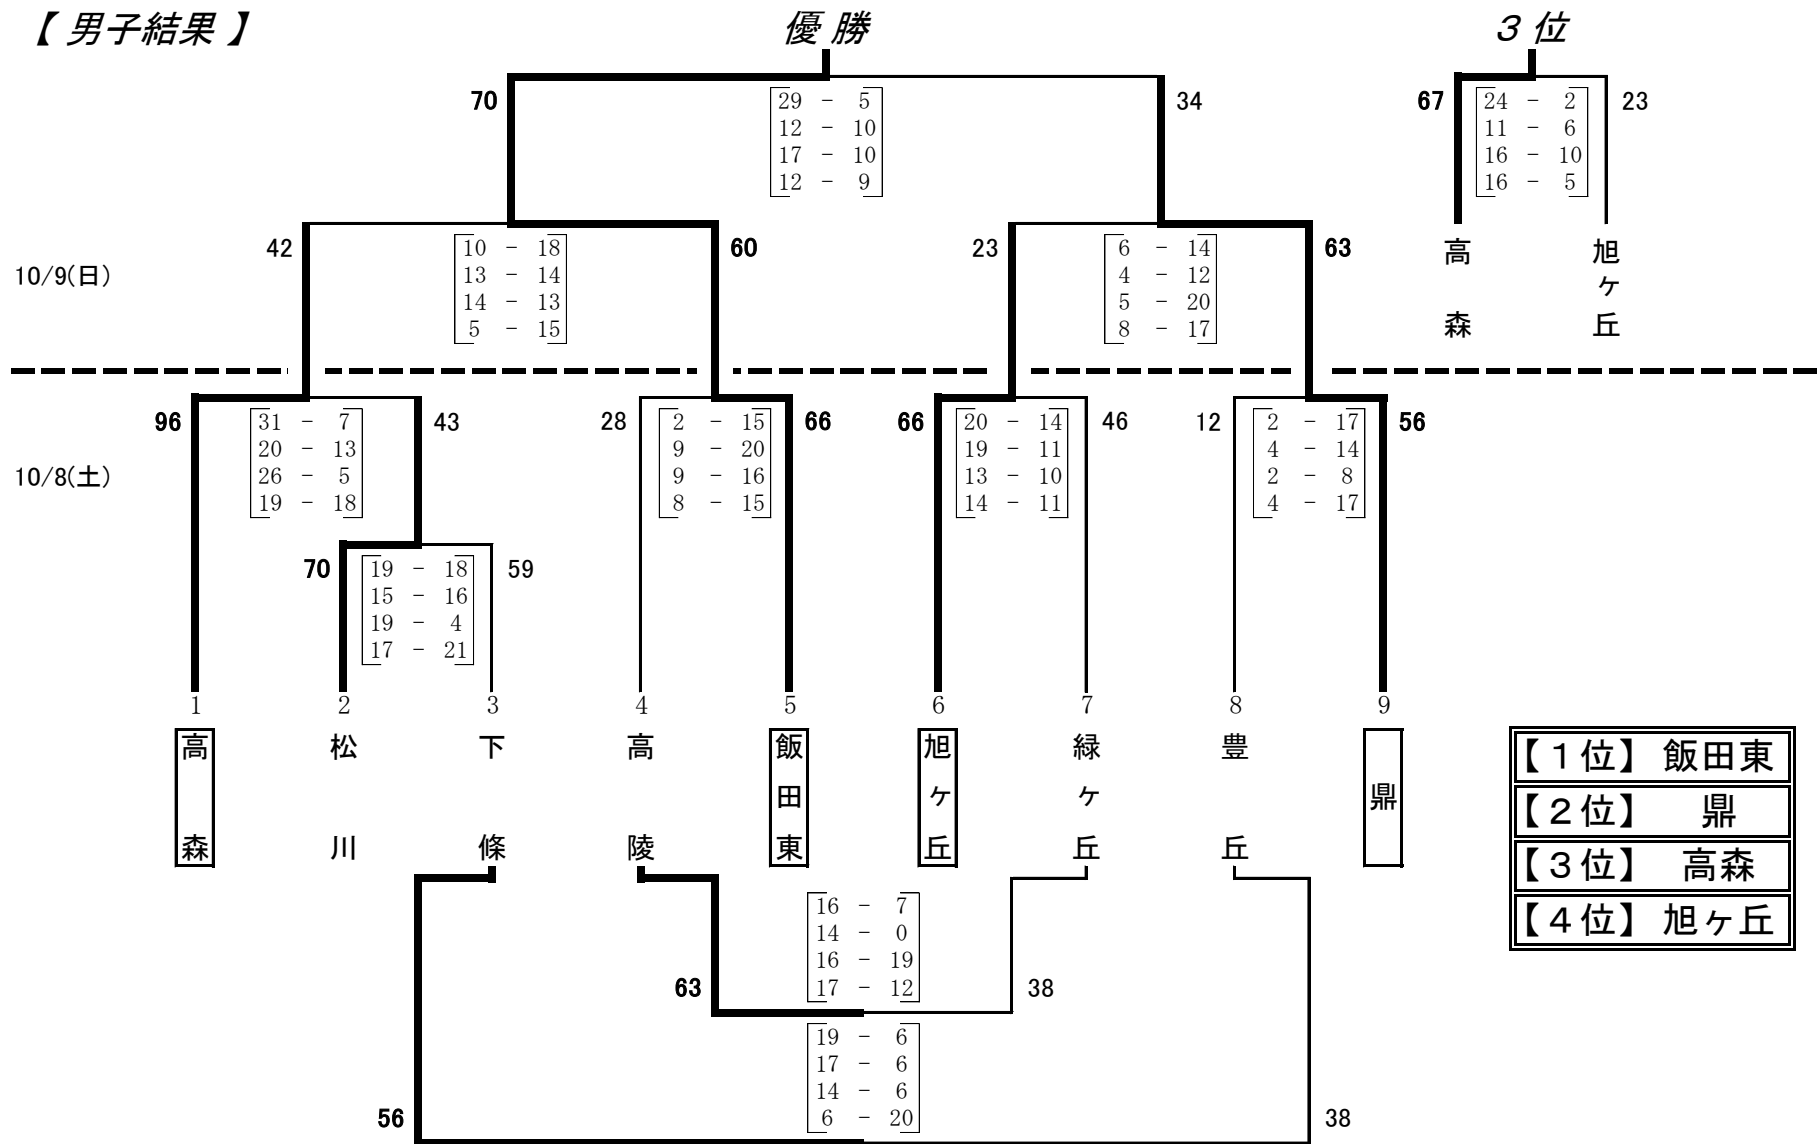 【 男子結果 】 優 勝 ３ 位
70 34 67 23
29 - 5
12 - 10
17 - 10
12 - 9
24 - 2
11 - 6
16 - 10
16 - 5
高森 旭ヶ丘
10/9(日)
42 60 23 63
10 - 18
13 - 14
14 - 13
5 - 15
6 - 14
4 - 12
5 - 20
8 - 17
10/8(土)
96 43 28 66 66 46 12 56
31 - 7
20 - 13
26 - 5
19 - 18
2 - 15
9 - 20
9 - 16
8 - 15
20 - 14
19 - 11
13 - 10
14 - 11
2 - 17
4 - 14
2 - 8
4 - 17
70 59
19 - 18
15 - 16
19 - 4
17 - 21
1 2 3 4 5 6 7 8 9
高森 松川 下條 高陵 飯田東 旭ヶ丘 緑ヶ丘 豊丘 鼎
【１位】 飯田東
【２位】 鼎
【３位】 高森
【４位】 旭ヶ丘
16 - 7
14 - 0
16 - 19
17 - 12
63 38
19 - 6
17 - 6
14 - 6
6 - 20
56 38